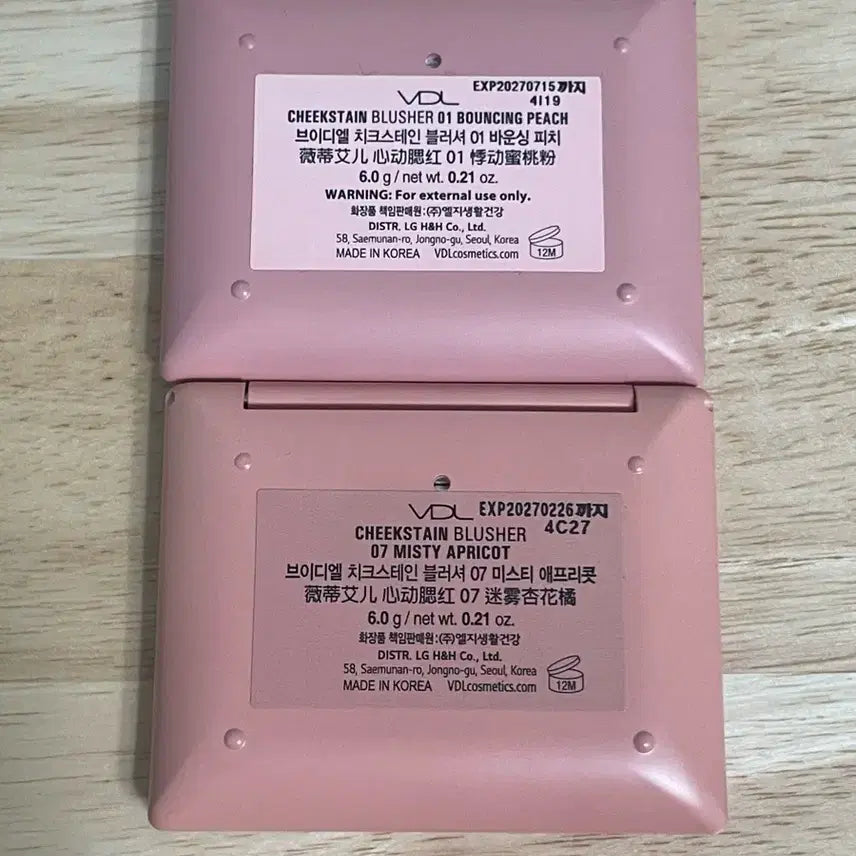 VDL EXP20270715까지
4I19
CHEEKSTAIN BLUSHER 01 BOUNCING PEACH
브이디엘 치크스테인 블러셔 01 바운싱 피치
薇蒂艾儿 心动腮红 01 悸动蜜桃粉
6.0 g / net wt. 0.21 oz.
WARNING: For external use only.
화장품 책임판매원 : (주)엘지생활건강
DISTR. LG H&H Co., Ltd.
58, Saemunan-ro, Jongno-gu, Seoul, Korea
MADE IN KOREA VDLcosmetics.com 12M
VDL EXP20270226까지
4C27
CHEEKSTAIN BLUSHER
07 MISTY APRICOT
브이디엘 치크스테인 블러셔 07 미스티 애프리콧
薇蒂艾儿 心动腮红 07 迷雾杏花橘
6.0 g / net wt. 0.21 oz.
화장품 책임판매원 : (주)엘지생활건강
DISTR. LG H&H Co., Ltd.
58, Saemunan-ro, Jongno-gu, Seoul, Korea
MADE IN KOREA VDLcosmetics.com 12M